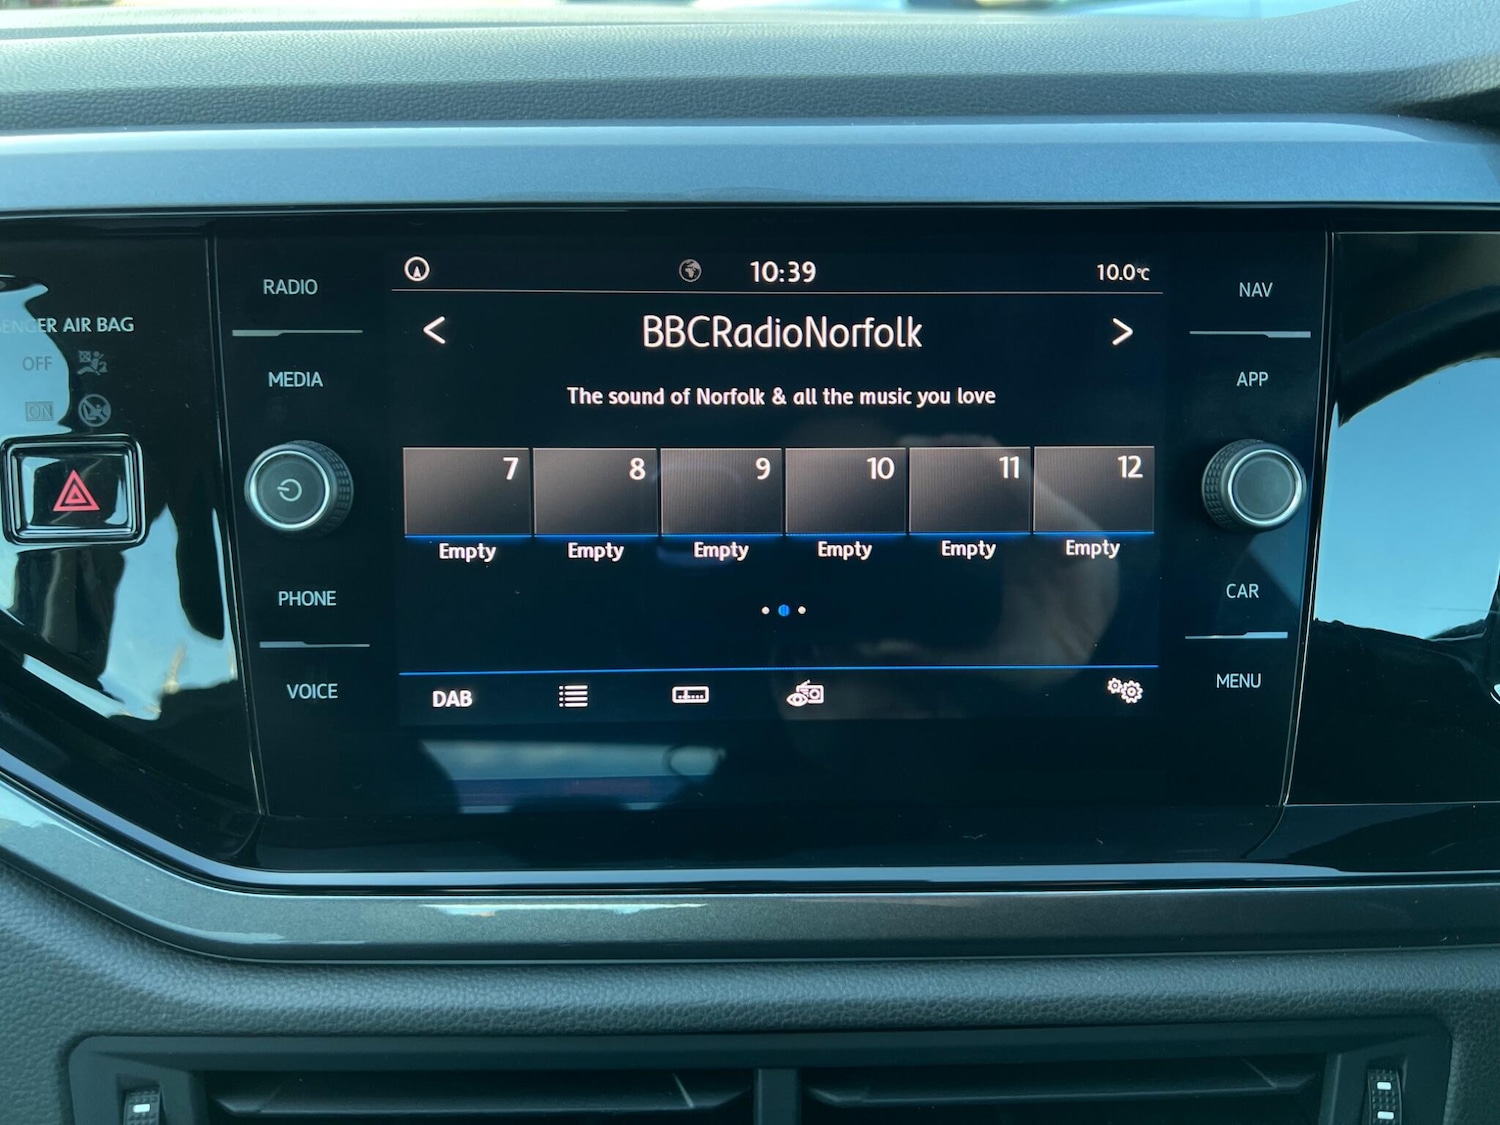 RADIO
MEDIA
PHONE
VOICE
ENGER AIR BAG
OFF
ON
10:39
10.0°C
<
BBCRadioNorfolk
>
The sound of Norfolk & all the music you love
7
8
9
10
11
12
Empty
Empty
Empty
Empty
Empty
Empty
DAB
NAV
APP
CAR
MENU